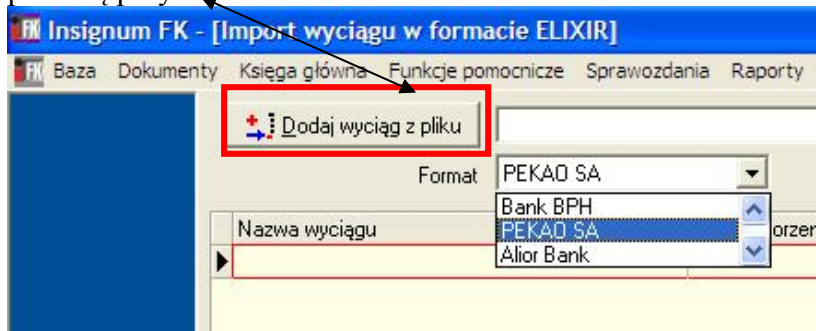 Insignum FK - [Import wyciągu w formacie ELIXIR]
Baza Dokumenty Księga główna Funkcje pomocnicze Sprawozdania Raporty
Dodaj wyciąg z pliku
Format PEKAO SA
Bank BPH
PEKAO SA
Alior Bank
Nazwa wyciągu